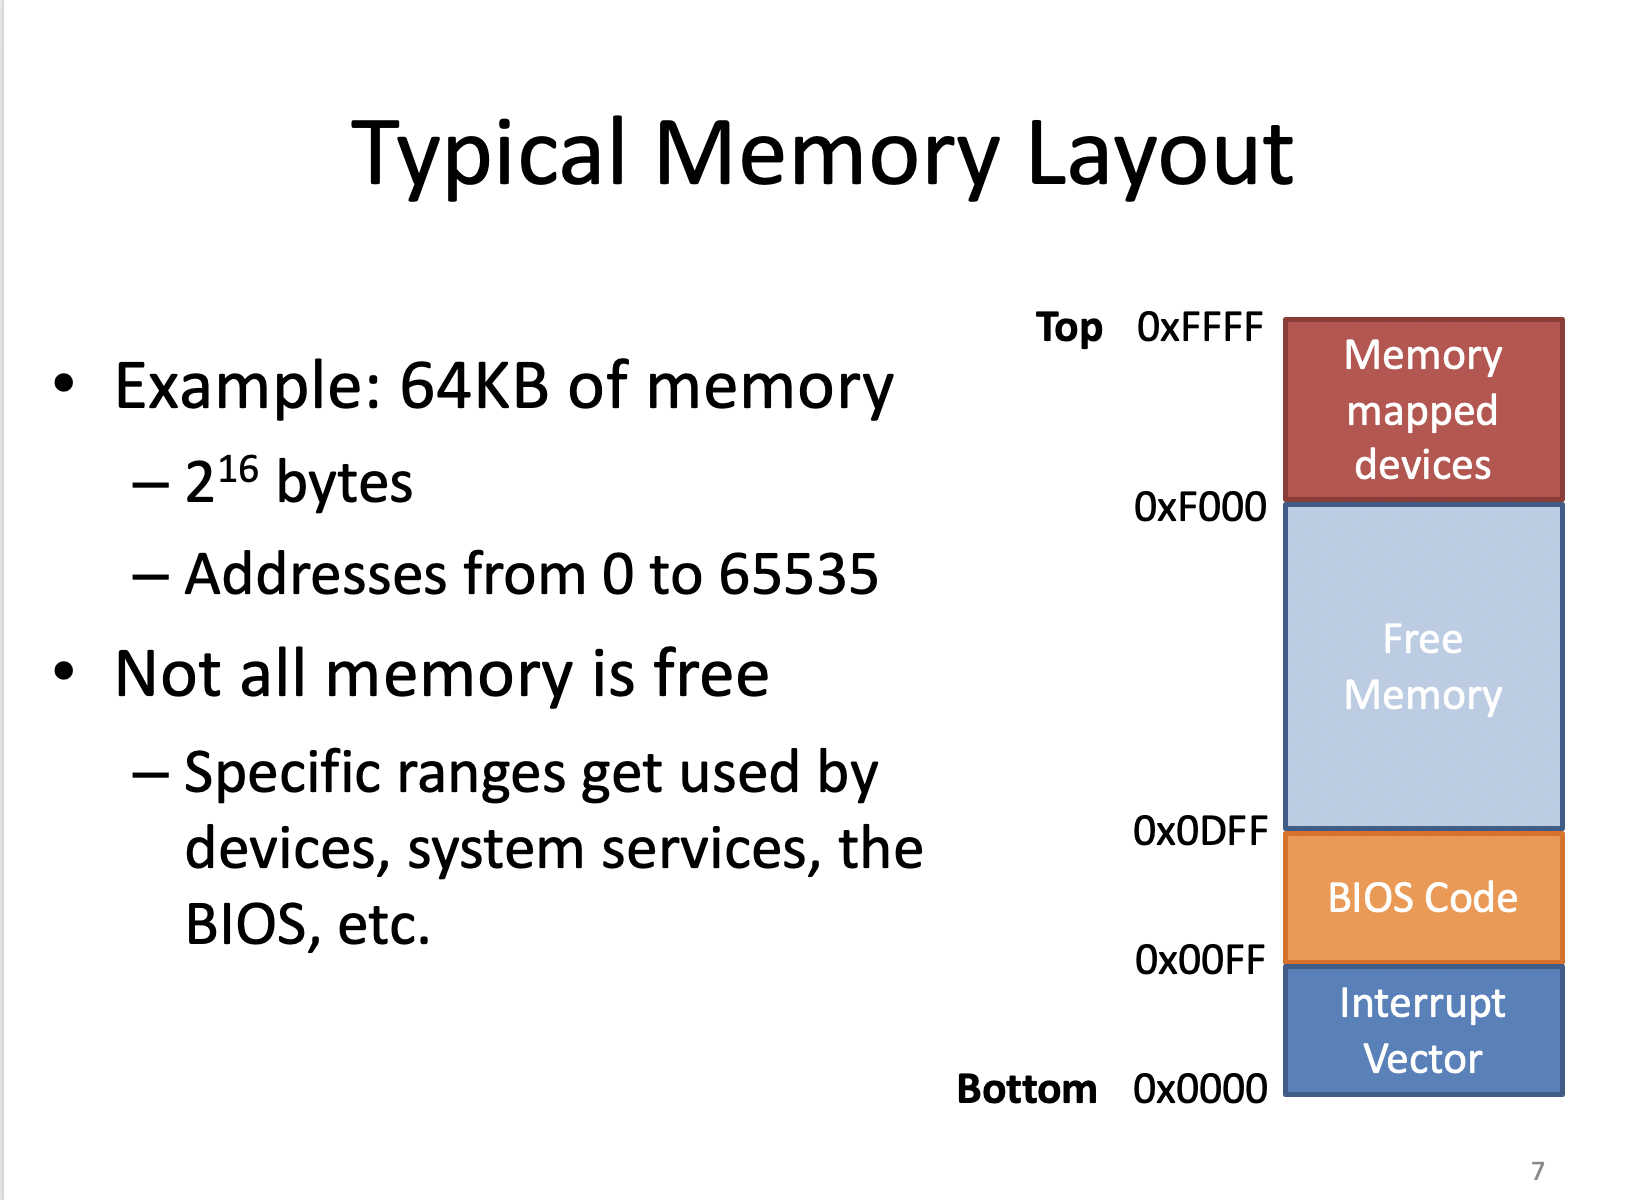 Typical Memory Layout
• Example: 64KB of memory
– 2¹⁶ bytes
– Addresses from 0 to 65535
• Not all memory is free
– Specific ranges get used by
devices, system services, the
BIOS, etc.
Top 0xFFFF
Memory
mapped
devices
0xF000
Free
Memory
0x0DFF
BIOS Code
0x00FF
Interrupt
Vector
Bottom 0x0000
7